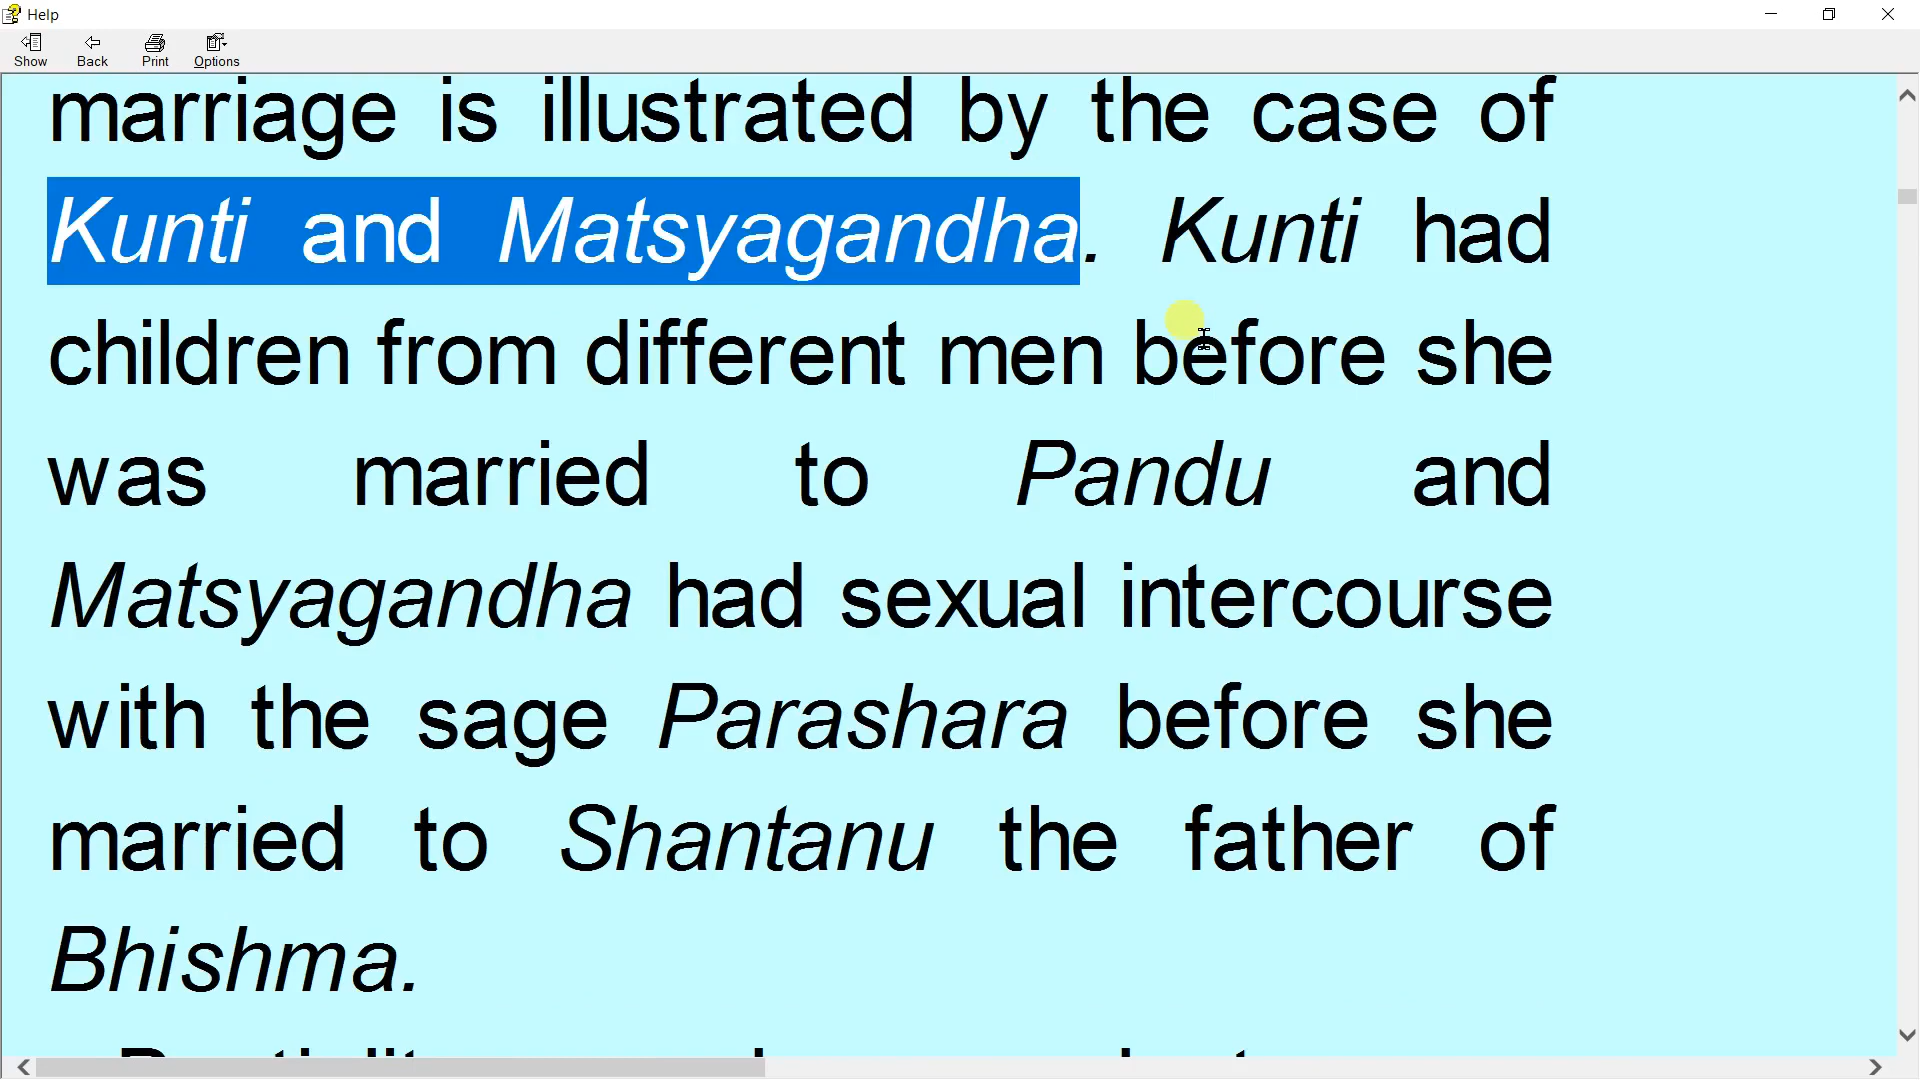 Help
Show Back Print Options
marriage is illustrated by the case of
Kunti and Matsyagandha. Kunti had
children from different men before she
was married to Pandu and
Matsyagandha had sexual intercourse
with the sage Parashara before she
married to Shantanu the father of
Bhishma.